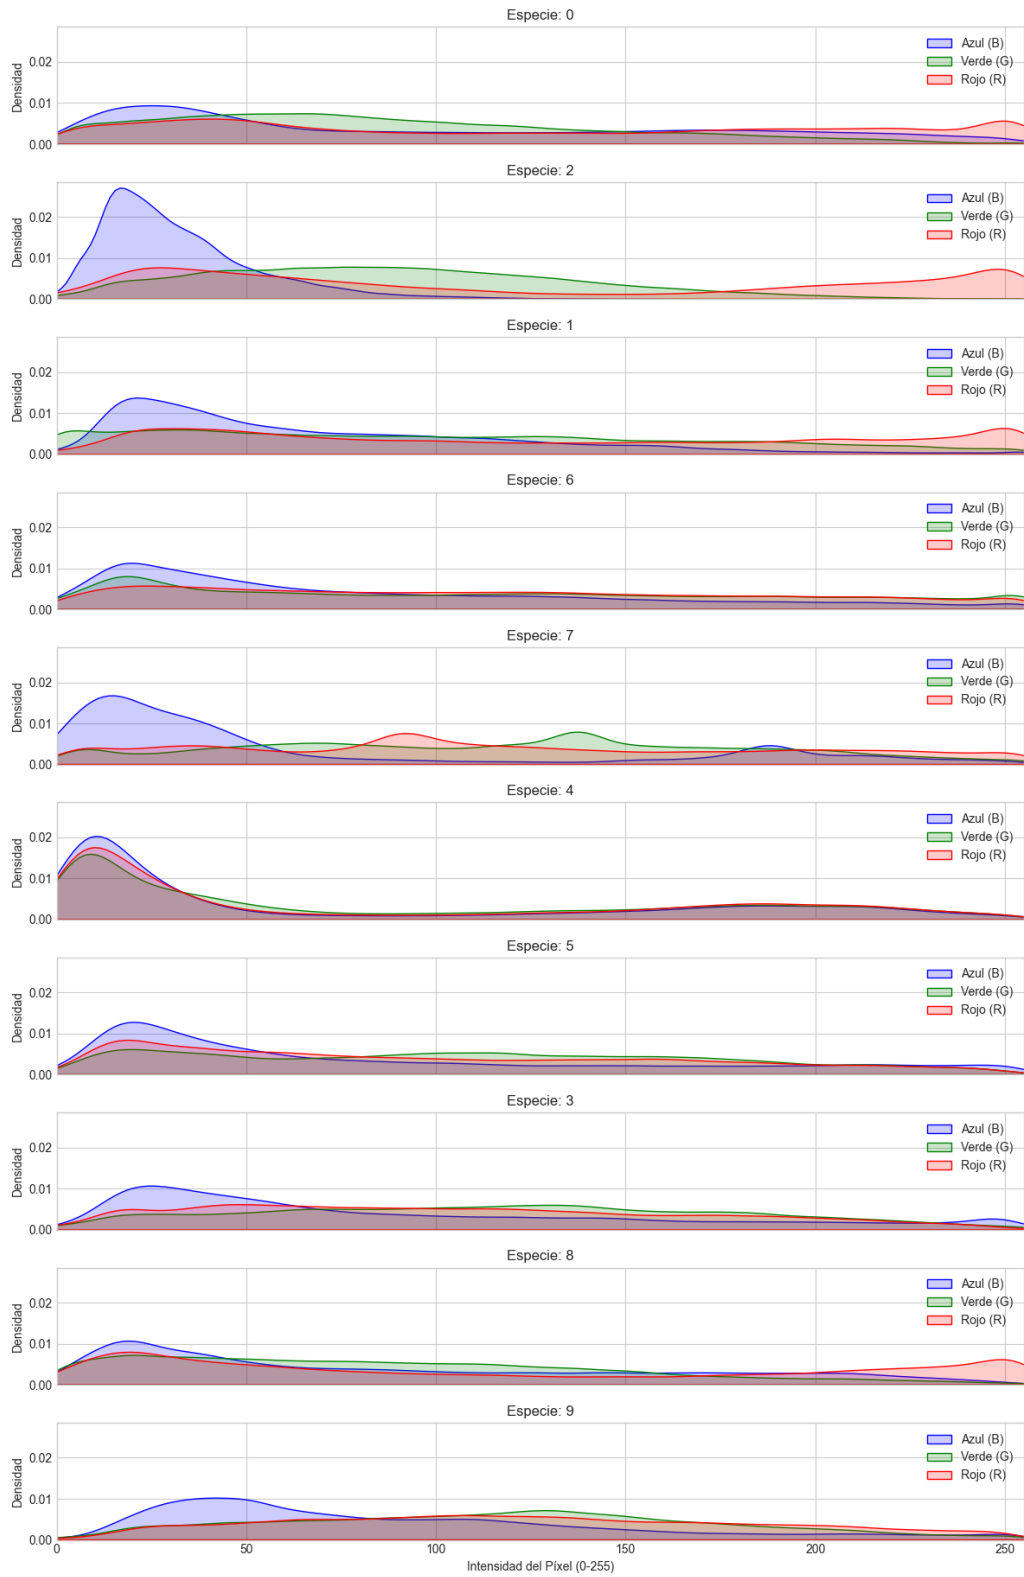 Especie: 0
Densidad
0.02
0.01
0.00
Azul (B)
Verde (G)
Rojo (R)
Especie: 2
Densidad
0.02
0.01
0.00
Azul (B)
Verde (G)
Rojo (R)
Especie: 1
Densidad
0.02
0.01
0.00
Azul (B)
Verde (G)
Rojo (R)
Especie: 6
Densidad
0.02
0.01
0.00
Azul (B)
Verde (G)
Rojo (R)
Especie: 7
Densidad
0.02
0.01
0.00
Azul (B)
Verde (G)
Rojo (R)
Especie: 4
Densidad
0.02
0.01
0.00
Azul (B)
Verde (G)
Rojo (R)
Especie: 5
Densidad
0.02
0.01
0.00
Azul (B)
Verde (G)
Rojo (R)
Especie: 3
Densidad
0.02
0.01
0.00
Azul (B)
Verde (G)
Rojo (R)
Especie: 8
Densidad
0.02
0.01
0.00
Azul (B)
Verde (G)
Rojo (R)
Especie: 9
Densidad
0.02
0.01
0.00
Azul (B)
Verde (G)
Rojo (R)
0 50 100 150 200 250
Intensidad del Píxel (0-255)